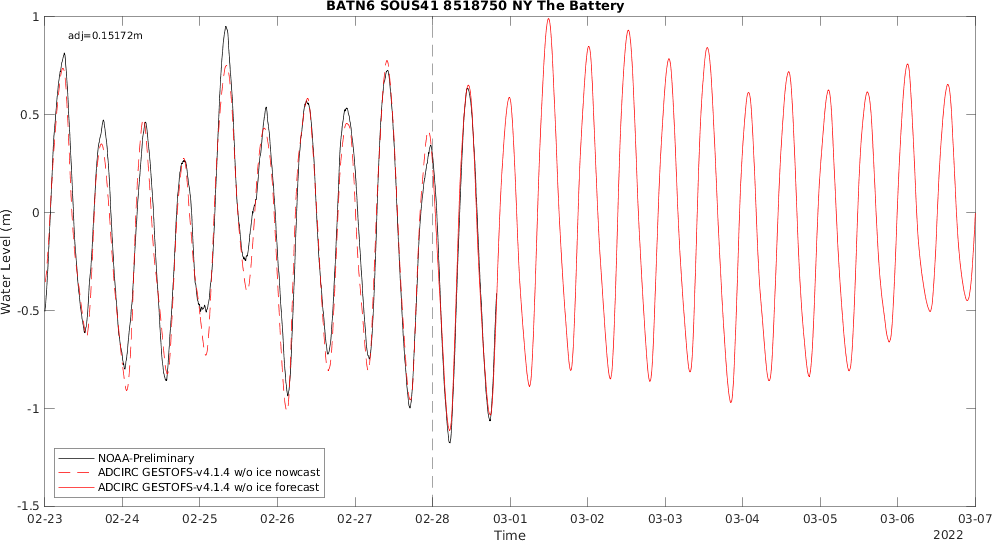 BATN6 SOUS41 8518750 NY The Battery
adj=0.15172m
1
0.5
0
-0.5
-1
-1.5
Water Level (m)
NOAA-Preliminary
ADCIRC GESTOFS-v4.1.4 w/o ice nowcast
ADCIRC GESTOFS-v4.1.4 w/o ice forecast
02-23 02-24 02-25 02-26 02-27 02-28 03-01 03-02 03-03 03-04 03-05 03-06 03-07
Time
2022